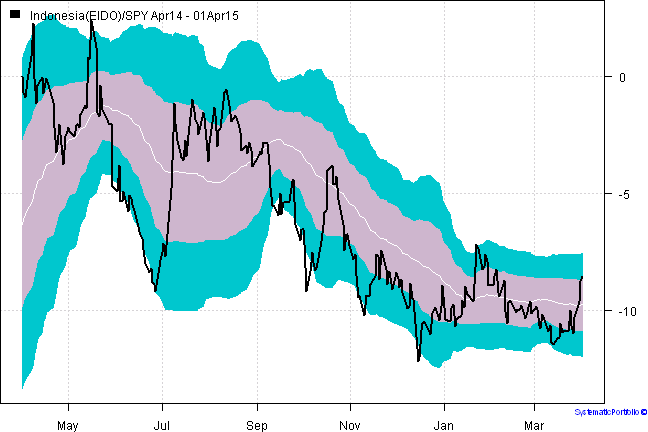 Indonesia(EIDO)/SPY Apr14 - 01Apr15
0
-5
-10
May Jul Sep Nov Jan Mar
SystematicPortfolio ©